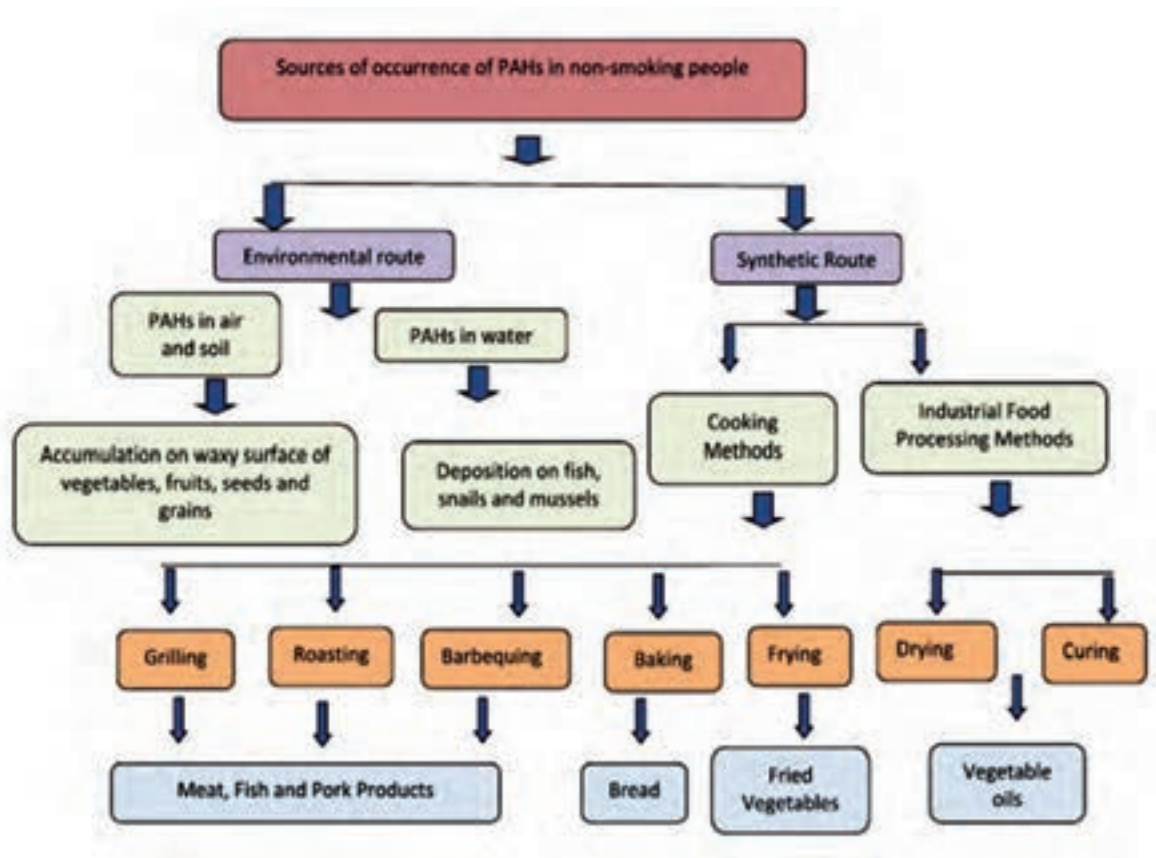 Sources of occurrence of PAHs in non-smoking people
Environmental route
Synthetic Route
PAHs in air
and soil
PAHs in water
Cooking
Methods
Industrial Food
Processing Methods
Accumulation on waxy surface of
vegetables, fruits, seeds and
grains
Deposition on fish,
snails and mussels
Grilling
Roasting
Barbequing
Baking
Frying
Drying
Curing
Meat, Fish and Pork Products
Bread
Fried
Vegetables
Vegetable
oils